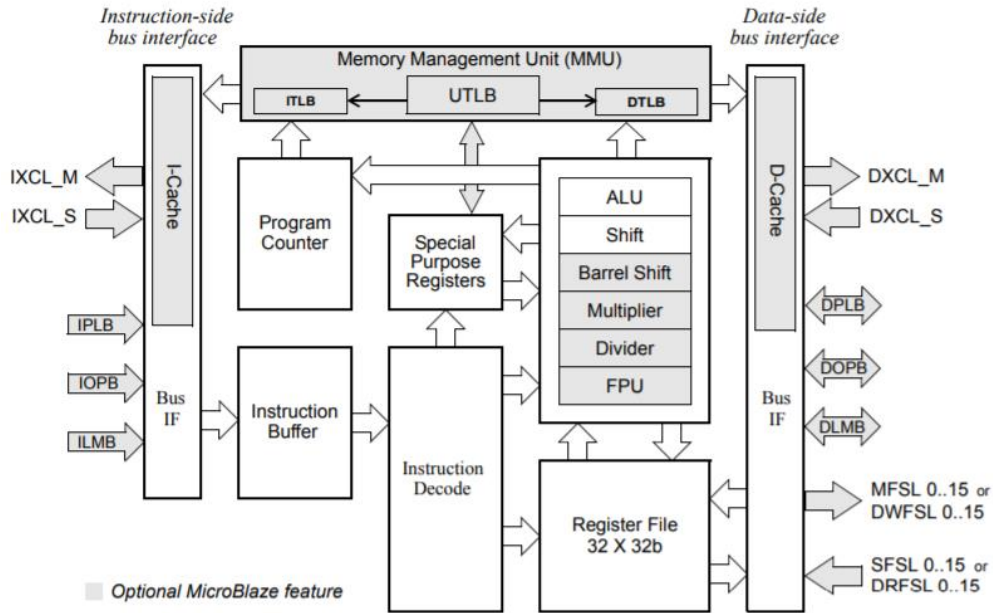 Instruction-side
bus interface
Data-side
bus interface
Memory Management Unit (MMU)
ITLB
UTLB
DTLB
IXCL_M
IXCL_S
I-Cache
Program
Counter
Special
Purpose
Registers
ALU
Shift
Barrel Shift
Multiplier
Divider
FPU
D-Cache
DXCL_M
DXCL_S
IPLB
IOPB
ILMB
Bus
IF
Instruction
Buffer
Instruction
Decode
Register File
32 X 32b
Bus
IF
DPLB
DOPB
DLMB
MFSL 0..15 or
DWFSL 0..15
SFSL 0..15 or
DRFSL 0..15
Optional MicroBlaze feature